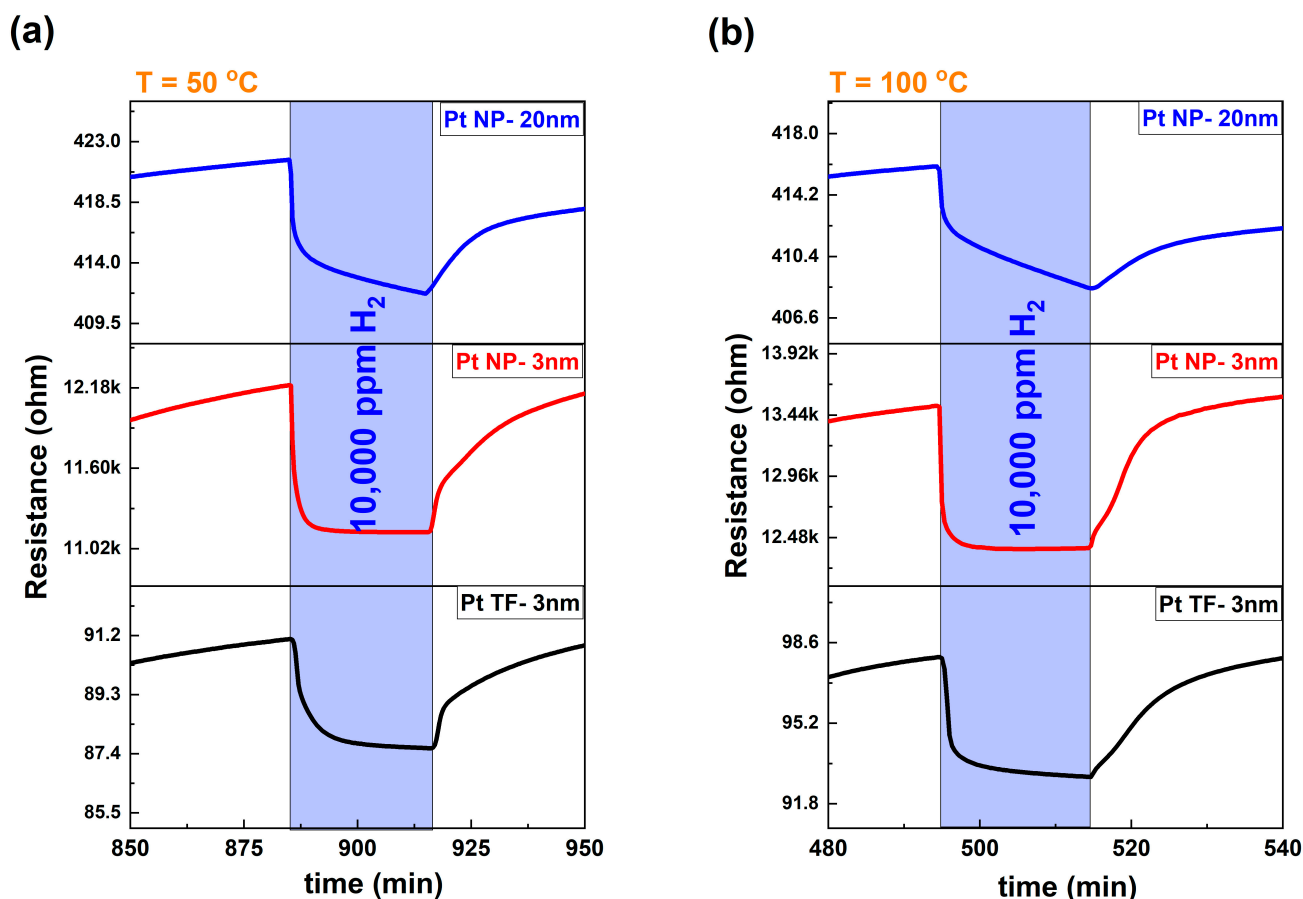 (a)
T = 50 °C
Pt NP- 20nm
423.0
418.5
414.0
409.5
Pt NP- 3nm
12.18k
11.60k
11.02k
Pt TF- 3nm
91.2
89.3
87.4
85.5
10,000 ppm H₂
Resistance (ohm)
850 875 900 925 950
time (min)
(b)
T = 100 °C
Pt NP- 20nm
418.0
414.2
410.4
406.6
Pt NP- 3nm
13.92k
13.44k
12.96k
12.48k
Pt TF- 3nm
98.6
95.2
91.8
10,000 ppm H₂
Resistance (ohm)
480 500 520 540
time (min)